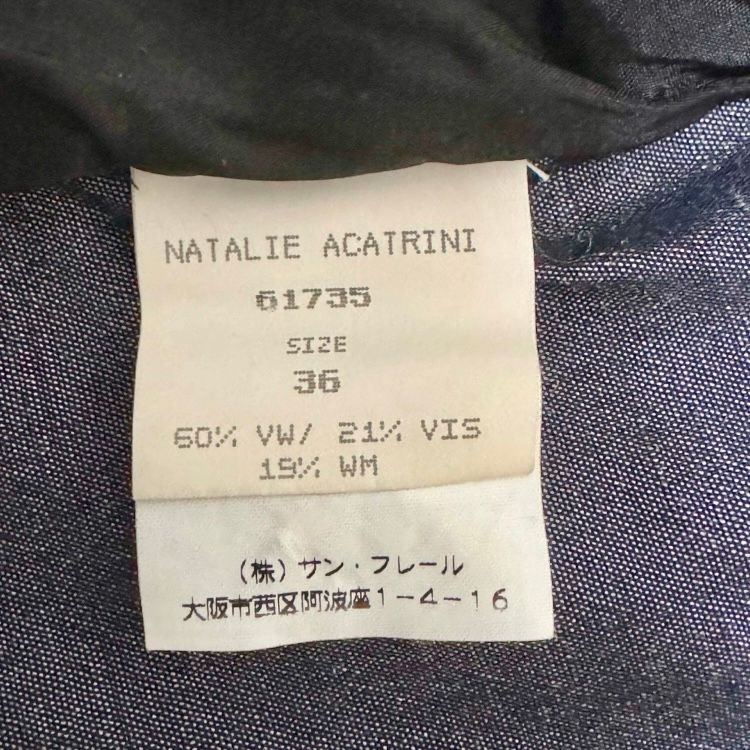 NATALIE ACATRINI
61735
SIZE
36
60% VW/ 21% VIS
19% WM
(株)サン・フレール
大阪市西区阿波座1-4-16